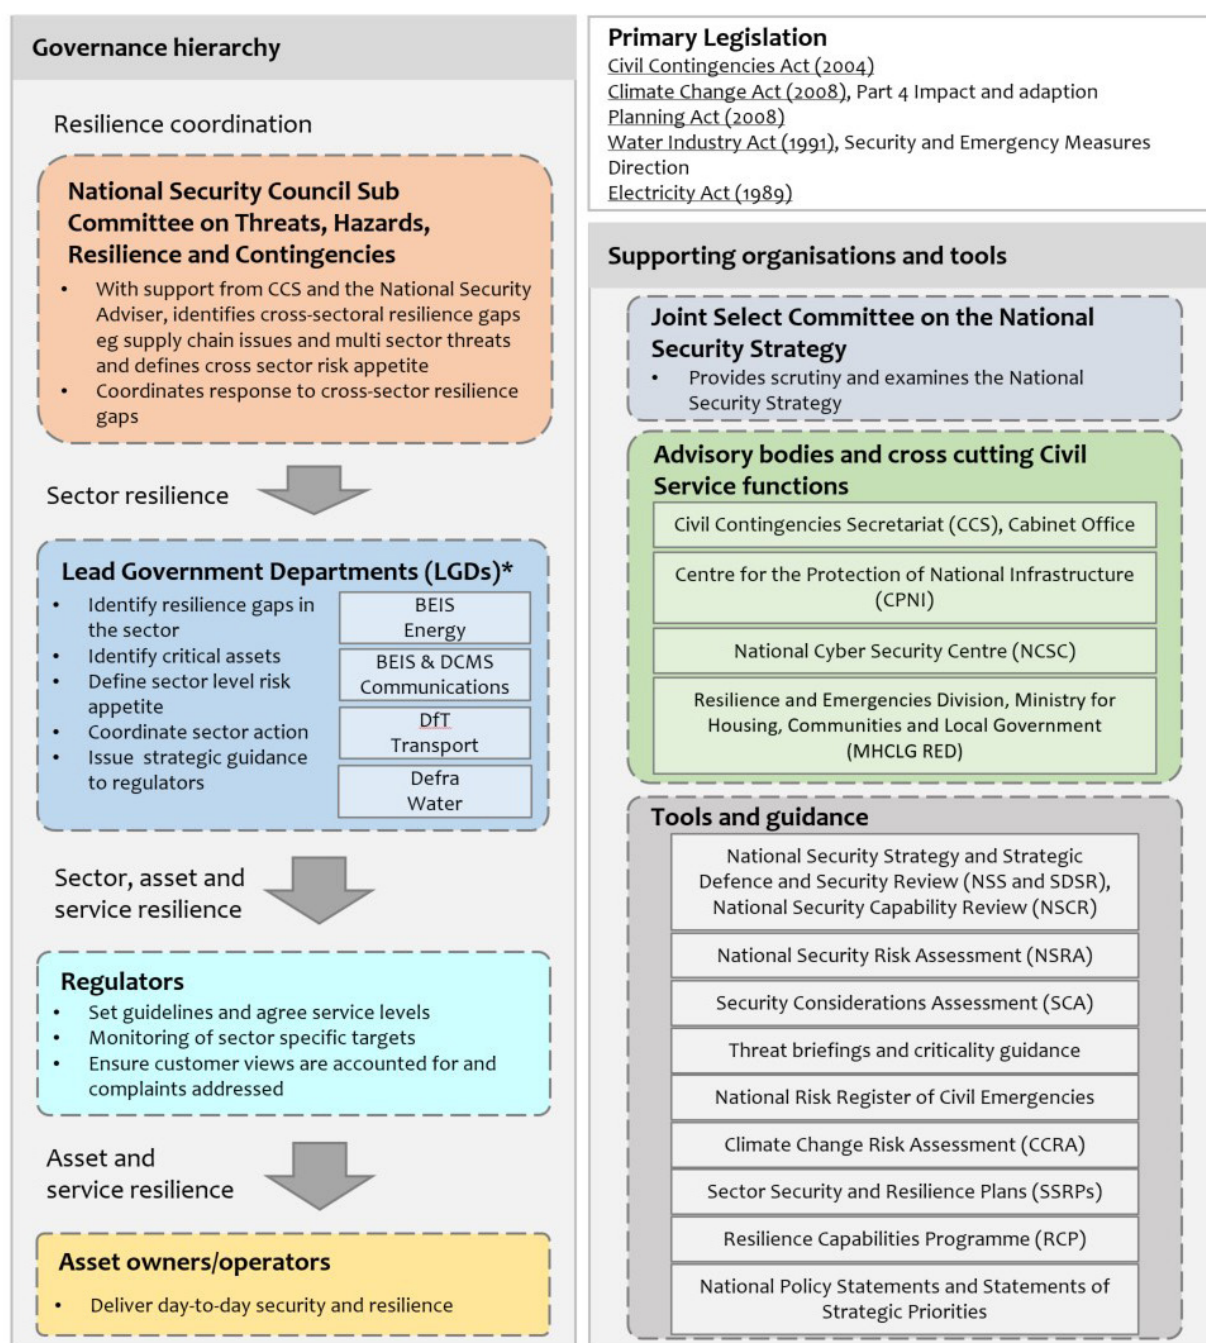 Governance hierarchy
Resilience coordination
National Security Council Sub
Committee on Threats, Hazards,
Resilience and Contingencies
• With support from CCS and the National Security
Adviser, identifies cross-sectoral resilience gaps
eg supply chain issues and multi sector threats
and defines cross sector risk appetite
• Coordinates response to cross-sector resilience
gaps
Sector resilience
Lead Government Departments (LGDs)*
• Identify resilience gaps in
the sector
• Identify critical assets
• Define sector level risk
appetite
• Coordinate sector action
• Issue strategic guidance
to regulators
BEIS
Energy
BEIS & DCMS
Communications
DfT
Transport
Defra
Water
Sector, asset and
service resilience
Regulators
• Set guidelines and agree service levels
• Monitoring of sector specific targets
• Ensure customer views are accounted for and
complaints addressed
Asset and
service resilience
Asset owners/operators
• Deliver day-to-day security and resilience
Primary Legislation
Civil Contingencies Act (2004)
Climate Change Act (2008), Part 4 Impact and adaption
Planning Act (2008)
Water Industry Act (1991), Security and Emergency Measures
Direction
Electricity Act (1989)
Supporting organisations and tools
Joint Select Committee on the National
Security Strategy
• Provides scrutiny and examines the National
Security Strategy
Advisory bodies and cross cutting Civil
Service functions
Civil Contingencies Secretariat (CCS), Cabinet Office
Centre for the Protection of National Infrastructure
(CPNI)
National Cyber Security Centre (NCSC)
Resilience and Emergencies Division, Ministry for
Housing, Communities and Local Government
(MHCLG RED)
Tools and guidance
National Security Strategy and Strategic
Defence and Security Review (NSS and SDSR),
National Security Capability Review (NSCR)
National Security Risk Assessment (NSRA)
Security Considerations Assessment (SCA)
Threat briefings and criticality guidance
National Risk Register of Civil Emergencies
Climate Change Risk Assessment (CCRA)
Sector Security and Resilience Plans (SSRPs)
Resilience Capabilities Programme (RCP)
National Policy Statements and Statements of
Strategic Priorities